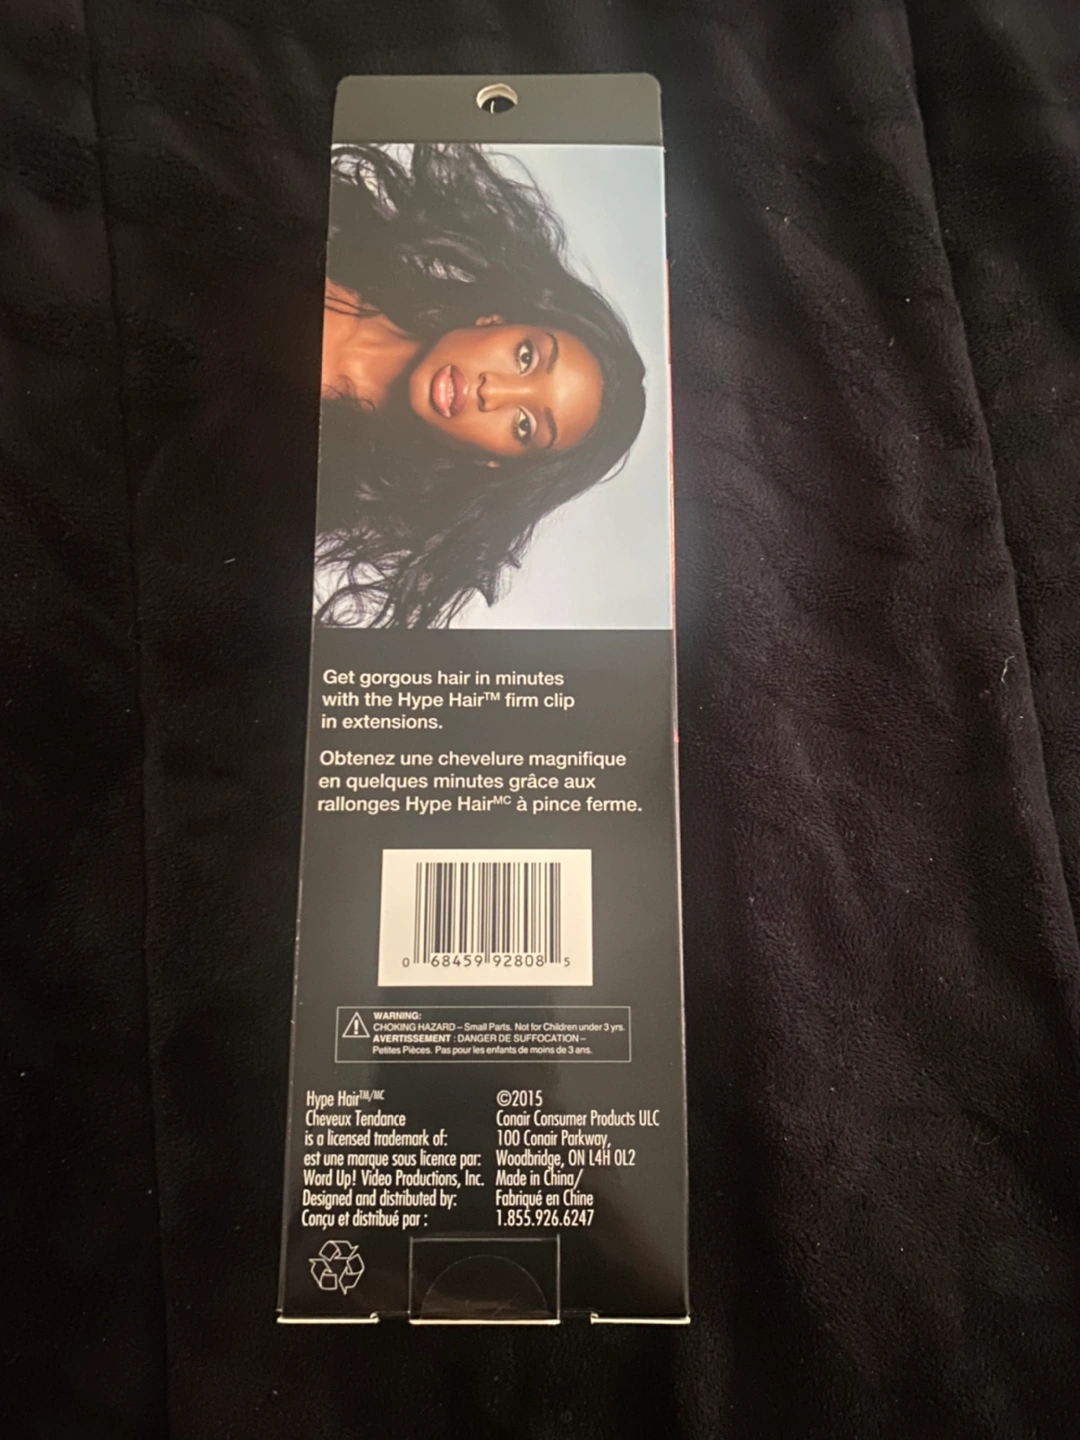 Get gorgous hair in minutes
with the Hype Hair™ firm clip
in extensions.
Obtenez une chevelure magnifique
en quelques minutes grâce aux
rallonges Hype Hairᴹᶜ à pince ferme.
0 68459 92808 5
WARNING:
CHOKING HAZARD – Small Parts. Not for Children under 3 yrs.
AVERTISSEMENT : DANGER DE SUFFOCATION –
Petites Pièces. Pas pour les enfants de moins de 3 ans.
Hype Hair™/ᴹᶜ
Cheveux Tendance
is a licensed trademark of:
est une marque sous licence par:
Word Up! Video Productions, Inc.
Designed and distributed by:
Conçu et distribué par :
©2015
Conair Consumer Products ULC
100 Conair Parkway,
Woodbridge, ON L4H 0L2
Made in China/
Fabriqué en Chine
1.855.926.6247